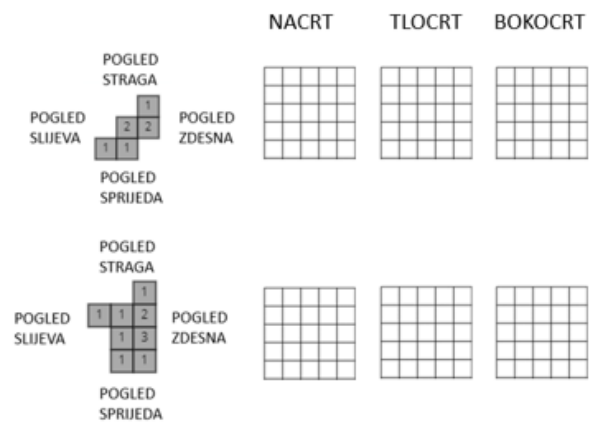 NACRT TLOCRT BOKOCRT
POGLED
STRAGA
1
POGLED
SLIJEVA
2 2
POGLED
ZDESNA
1 1
POGLED
SPRIJEDA
POGLED
STRAGA
1
1 1 2
POGLED
SLIJEVA
1 3
POGLED
ZDESNA
1 1
POGLED
SPRIJEDA